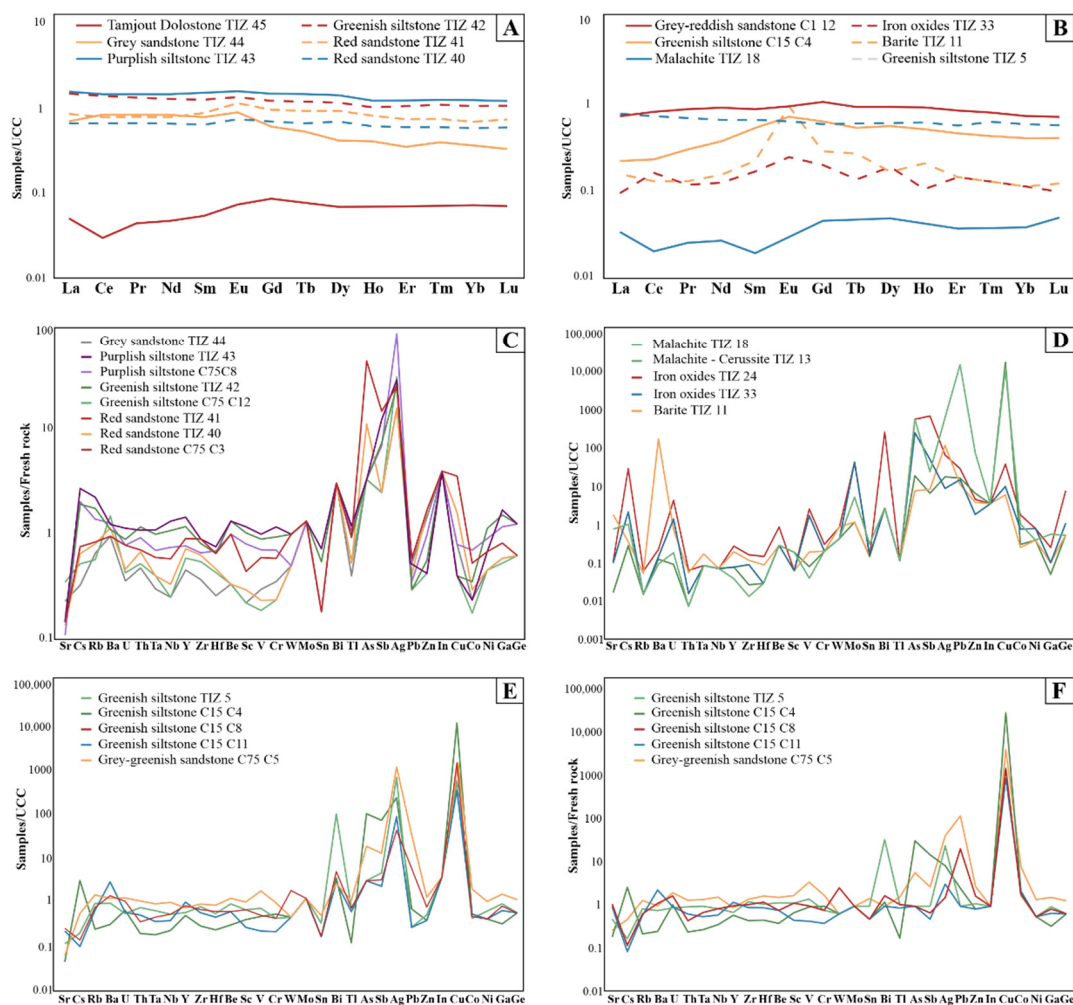 A
Tamjout Dolostone TIZ 45
Grey sandstone TIZ 44
Purplish siltstone TIZ 43
Greenish siltstone TIZ 42
Red sandstone TIZ 41
Red sandstone TIZ 40
Samples/UCC
10
1
0.1
0.01
La Ce Pr Nd Sm Eu Gd Tb Dy Ho Er Tm Yb Lu
B
Grey-reddish sandstone C1 12
Greenish siltstone C15 C4
Malachite TIZ 18
Iron oxides TIZ 33
Barite TIZ 11
Greenish siltstone TIZ 5
Samples/UCC
10
1
0.1
0.01
La Ce Pr Nd Sm Eu Gd Tb Dy Ho Er Tm Yb Lu
C
Grey sandstone TIZ 44
Purplish siltstone TIZ 43
Purplish siltstone C75C8
Greenish siltstone TIZ 42
Greenish siltstone C75 C12
Red sandstone TIZ 41
Red sandstone TIZ 40
Red sandstone C75 C3
Samples/Fresh rock
100
10
1
0.1
Sr Cs Rb Ba U Th Ta Nb Y Zr Hf Be Sc V Cr W Mo Sn Bi Tl As Sb Ag Pb Zn In Cu Co Ni Ga Ge
D
Malachite TIZ 18
Malachite - Cerussite TIZ 13
Iron oxides TIZ 24
Iron oxides TIZ 33
Barite TIZ 11
Samples/UCC
100,000
10,000
1000
100
10
1
0.1
0.01
0.001
Sr Cs Rb Ba U Th Ta Nb Y Zr Hf Be Sc V Cr W Mo Sn Bi Tl As Sb Ag Pb Zn In Cu Co Ni Ga Ge
E
Greenish siltstone TIZ 5
Greenish siltstone C15 C4
Greenish siltstone C15 C8
Greenish siltstone C15 C11
Grey-greenish sandstone C75 C5
Samples/UCC
100,000
10,000
1000
100
10
1
0.1
0.01
Sr Cs Rb Ba U Th Ta Nb Y Zr Hf Be Sc V Cr W Mo Sn Bi Tl As Sb Ag Pb Zn In Cu Co Ni Ga Ge
F
Greenish siltstone TIZ 5
Greenish siltstone C15 C4
Greenish siltstone C15 C8
Greenish siltstone C15 C11
Grey-greenish sandstone C75 C5
Samples/Fresh rock
100,000
10,000
1000
100
10
1
0.1
0.01
Sr Cs Rb Ba U Th Ta Nb Y Zr Hf Be Sc V Cr W Mo Sn Bi Tl As Sb Ag Pb Zn In Cu Co Ni Ga Ge